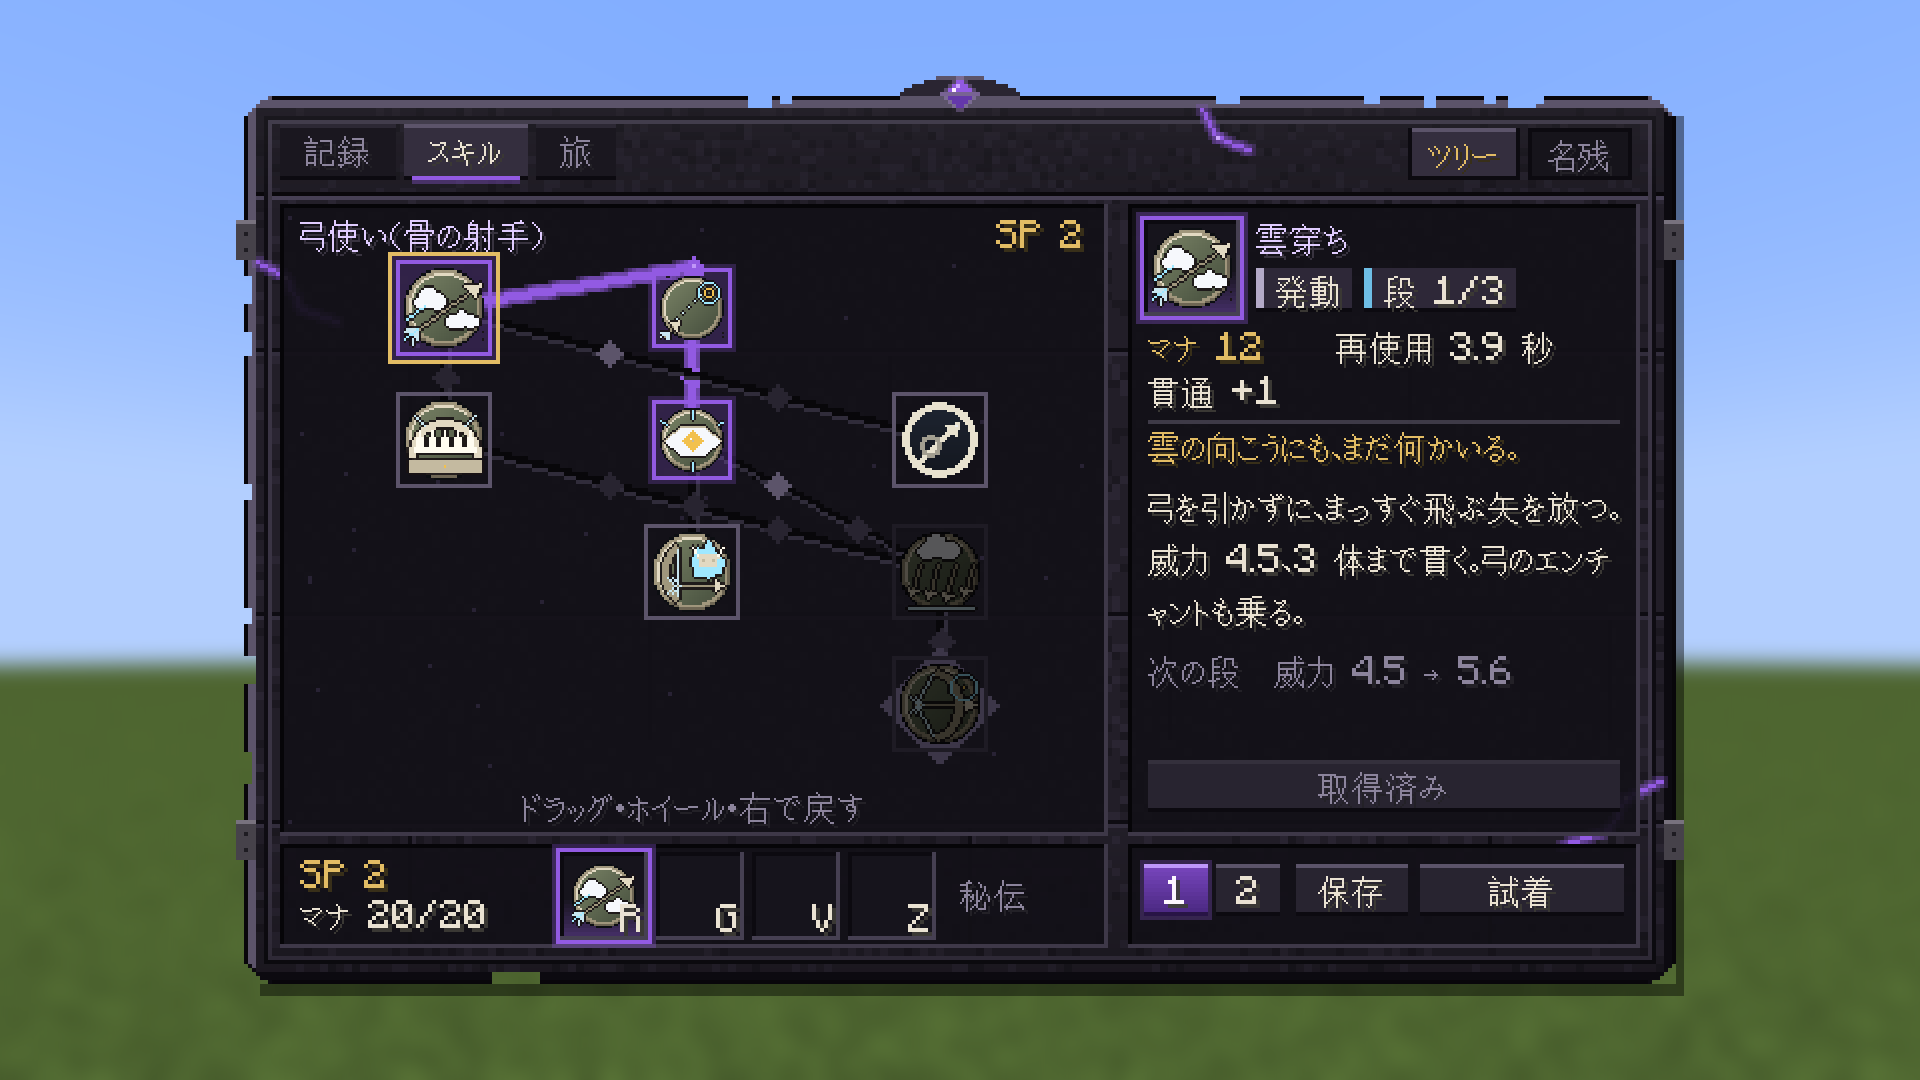 記録
スキル
旅
ツリー
名残
弓使い(骨の射手)
SP 2
雲穿ち
発動
段 1/3
マナ 12
再使用 3.9 秒
貫通 +1
雲の向こうにも、まだ何かいる。
弓を引かずに、まっすぐ飛ぶ矢を放つ。
威力 4.5、3 体まで貫く。弓のエンチ
ャントも乗る。
次の段 威力 4.5 → 5.6
取得済み
ドラッグ・ホイール・右で戻す
SP 2
マナ 20/20
R
G
V
Z
秘伝
1
2
保存
試着